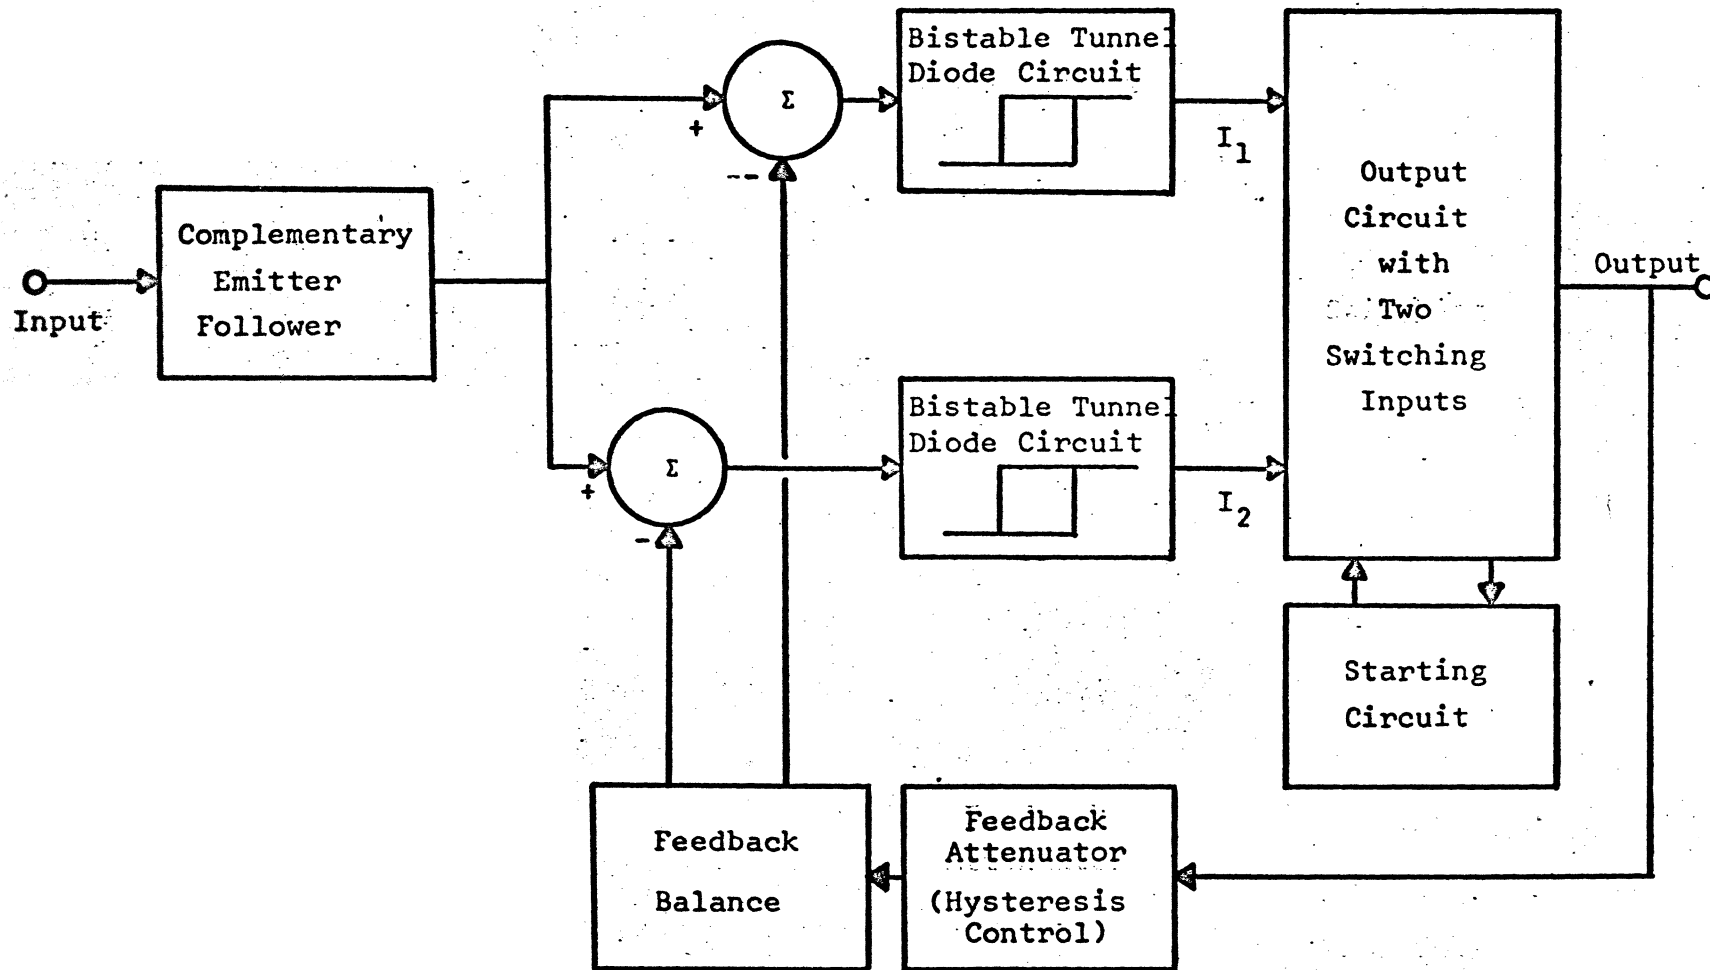 Bistable Tunnel
Diode Circuit
Σ
+
--
I1
Output
Circuit
with
Two
Switching
Inputs
Complementary
Emitter
Follower
Input
Output
Bistable Tunnel
Diode Circuit
Σ
+
-
I2
Starting
Circuit
Feedback
Balance
Feedback
Attenuator
(Hysteresis
Control)